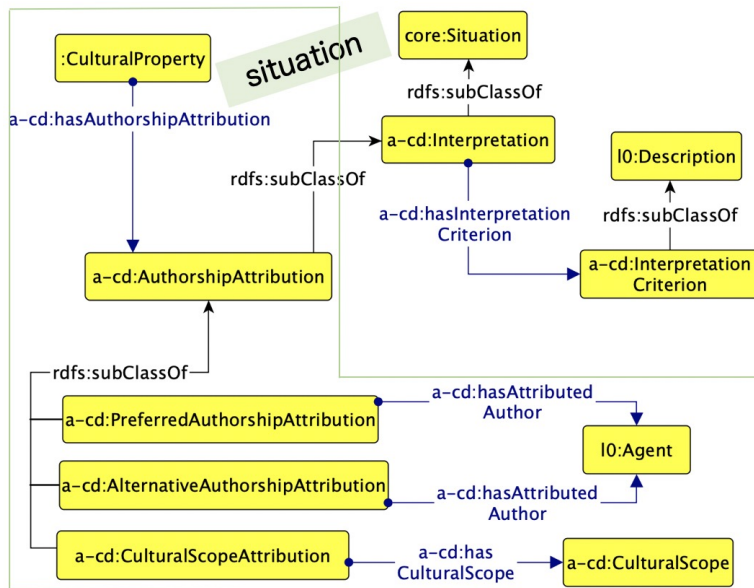 :CulturalProperty
situation
core:Situation
rdfs:subClassOf
a-cd:hasAuthorshipAttribution
a-cd:Interpretation
l0:Description
rdfs:subClassOf
rdfs:subClassOf
a-cd:hasInterpretation
Criterion
a-cd:AuthorshipAttribution
a-cd:Interpretation
Criterion
rdfs:subClassOf
a-cd:PreferredAuthorshipAttribution
a-cd:hasAttributed
Author
l0:Agent
a-cd:AlternativeAuthorshipAttribution
a-cd:hasAttributed
Author
a-cd:CulturalScopeAttribution
a-cd:has
CulturalScope
a-cd:CulturalScope